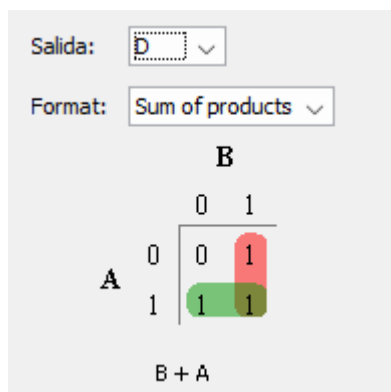 Salida: D
Format: Sum of products
B
0 1
0 0 1
A
1 1 1
B + A